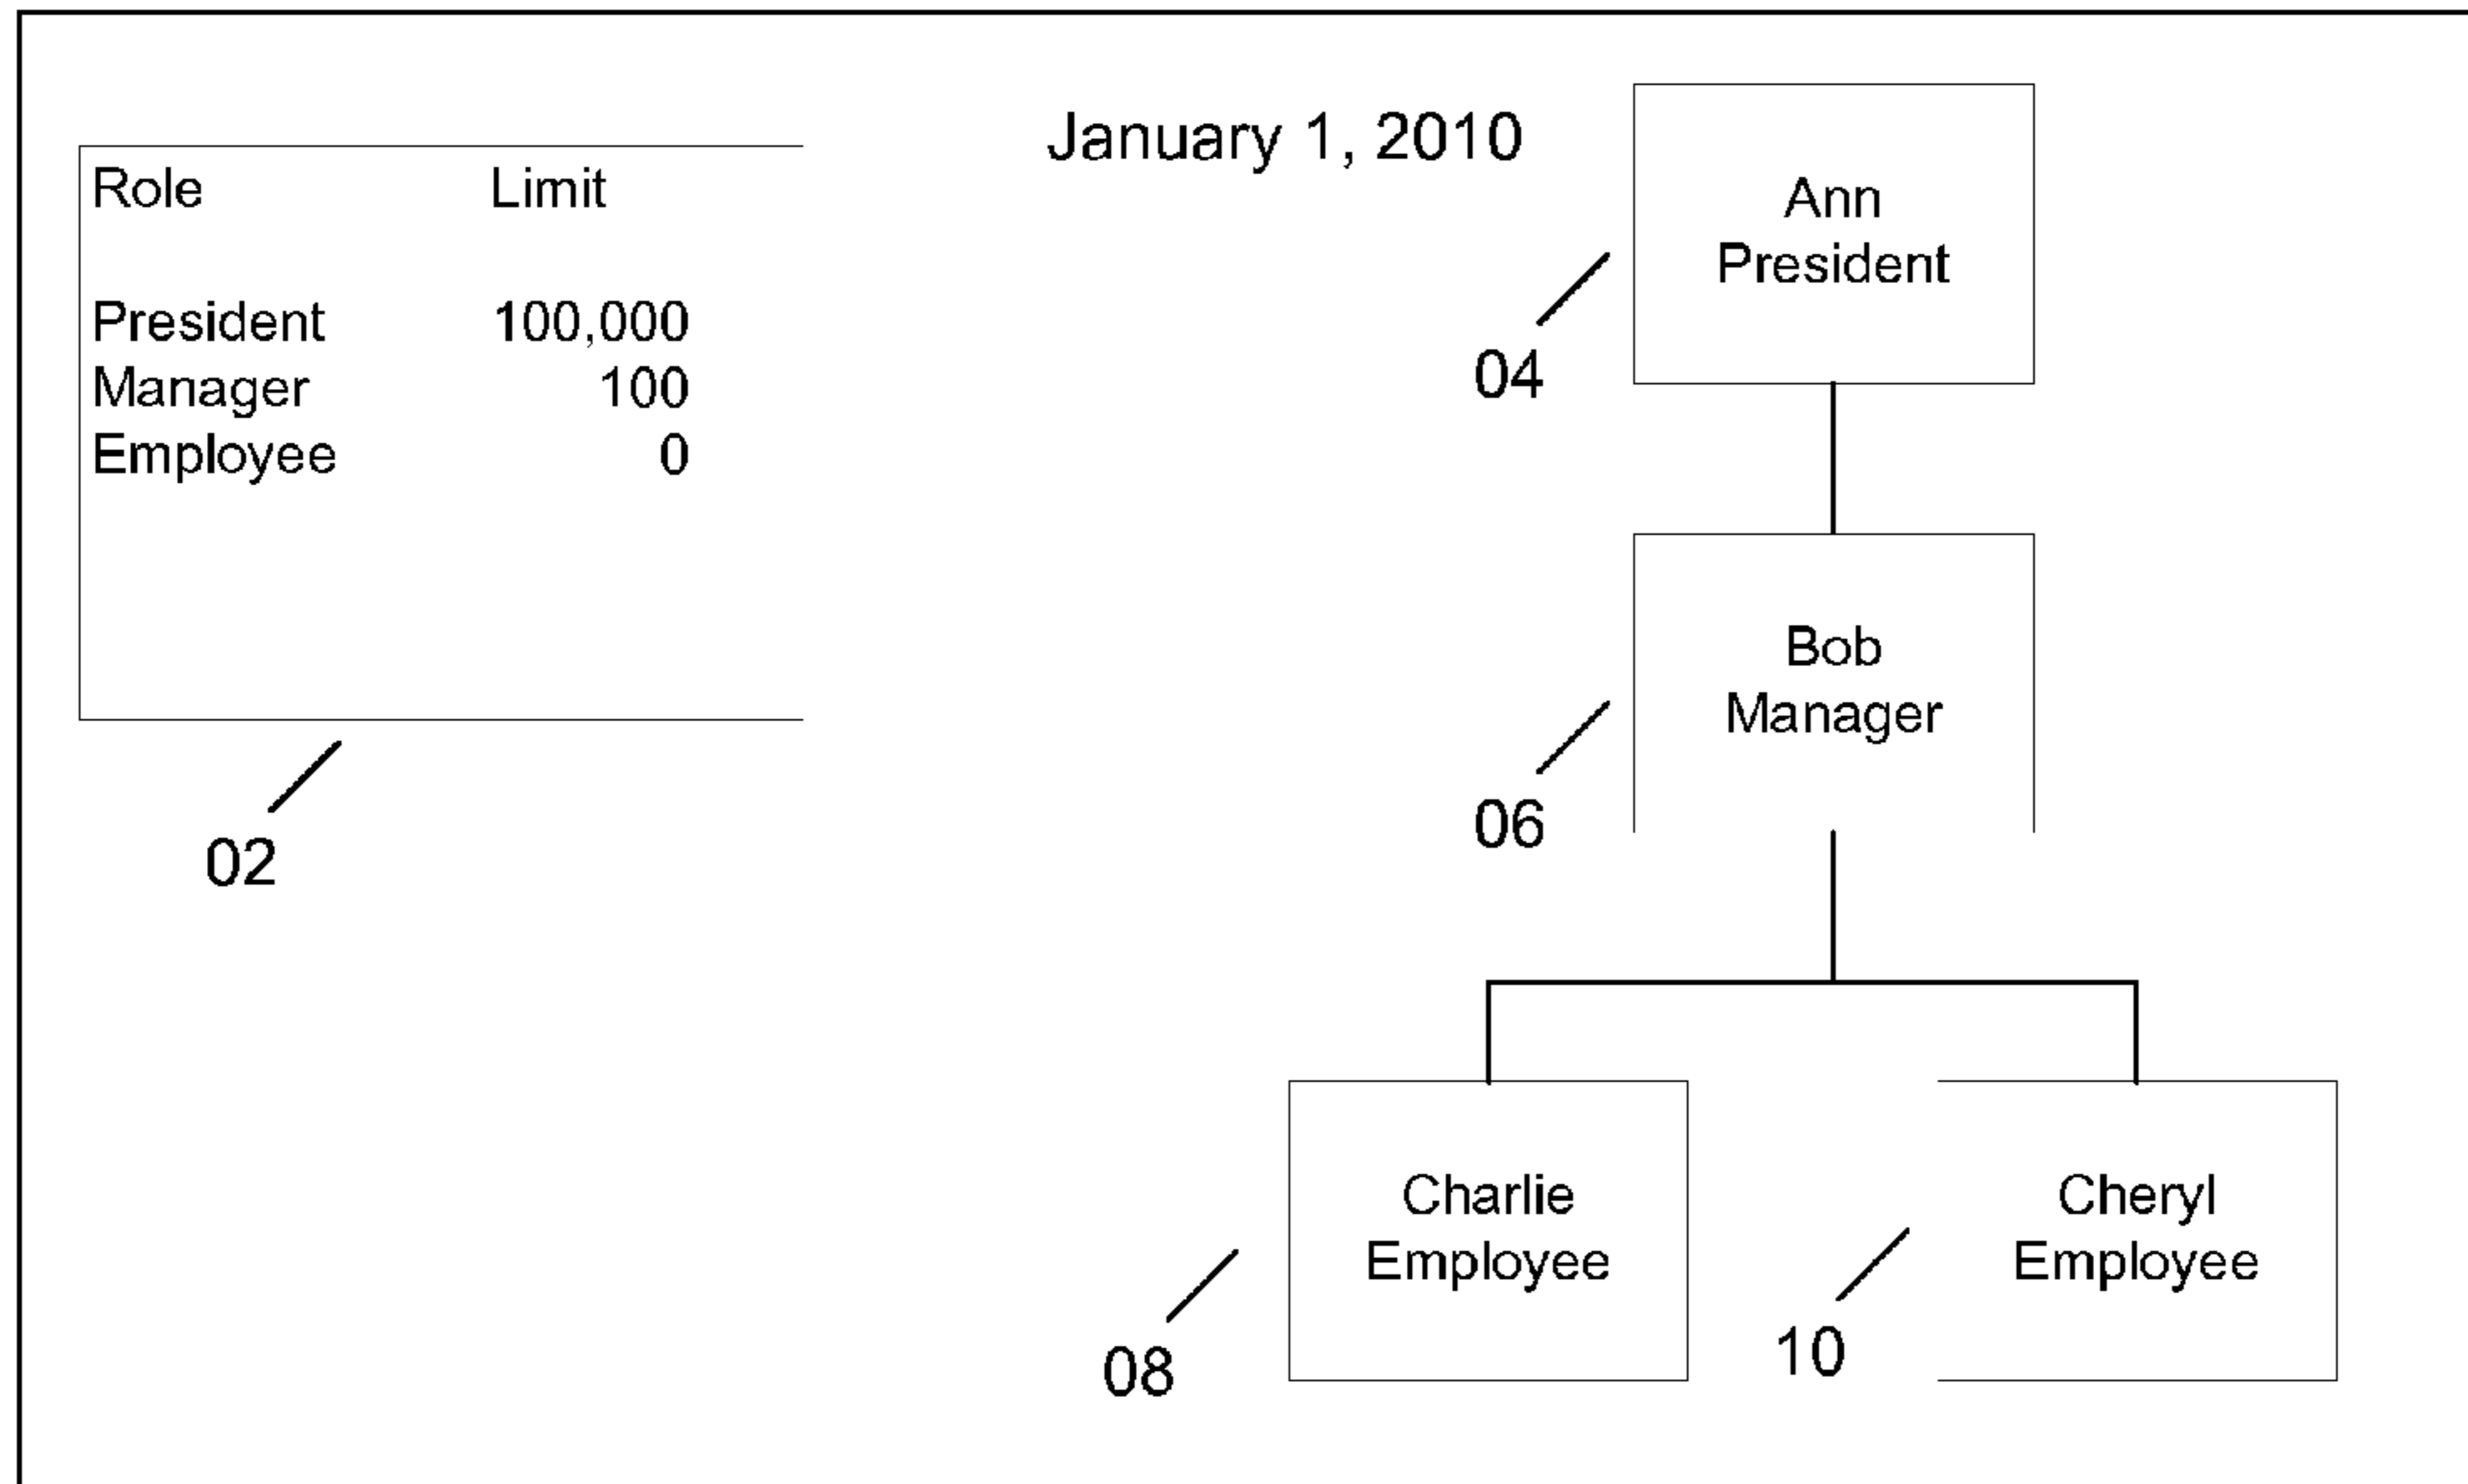 Role Limit
President 100,000
Manager 100
Employee 0
02
January 1, 2010
Ann
President
04
Bob
Manager
06
Charlie
Employee
08
Cheryl
Employee
10